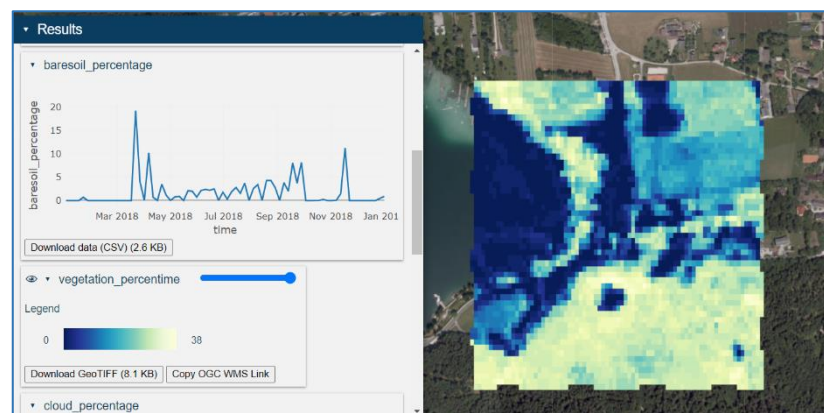 Results
baresoil_percentage
20
15
10
5
0
baresoil_percentage
Mar 2018 May 2018 Jul 2018 Sep 2018 Nov 2018 Jan 201
time
Download data (CSV) (2.6 KB)
vegetation_percentime
Legend
0 38
Download GeoTIFF (8.1 KB) Copy OGC WMS Link
cloud_percentage